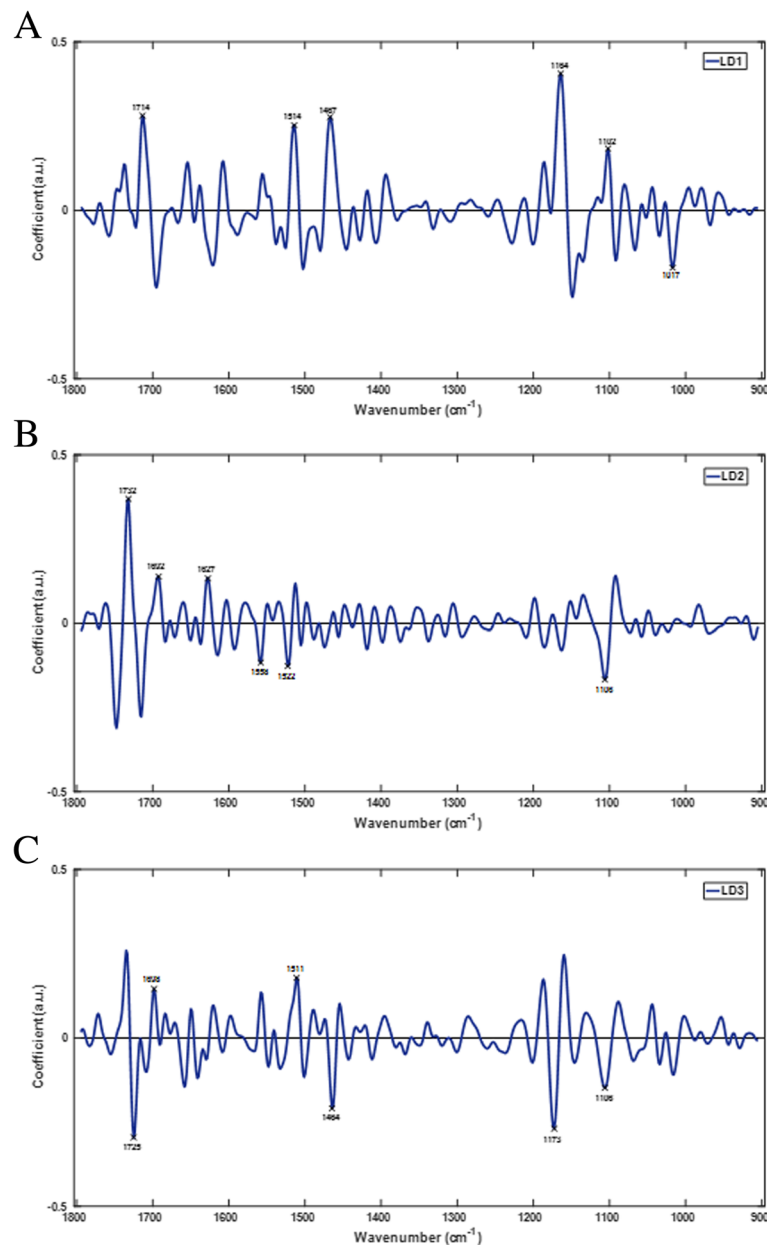 A
0.5
LD1
1714
1514
1467
1164
1102
1017
0
-0.5
Coefficient (a.u.)
1800 1700 1600 1500 1400 1300 1200 1100 1000 900
Wavenumber (cm-1)
B
0.5
LD2
1732
1692
1627
1558
1522
1106
0
-0.5
Coefficient (a.u.)
1800 1700 1600 1500 1400 1300 1200 1100 1000 900
Wavenumber (cm-1)
C
0.5
LD3
1698
1511
1725
1464
1173
1106
0
-0.5
Coefficient (a.u.)
1800 1700 1600 1500 1400 1300 1200 1100 1000 900
Wavenumber (cm-1)